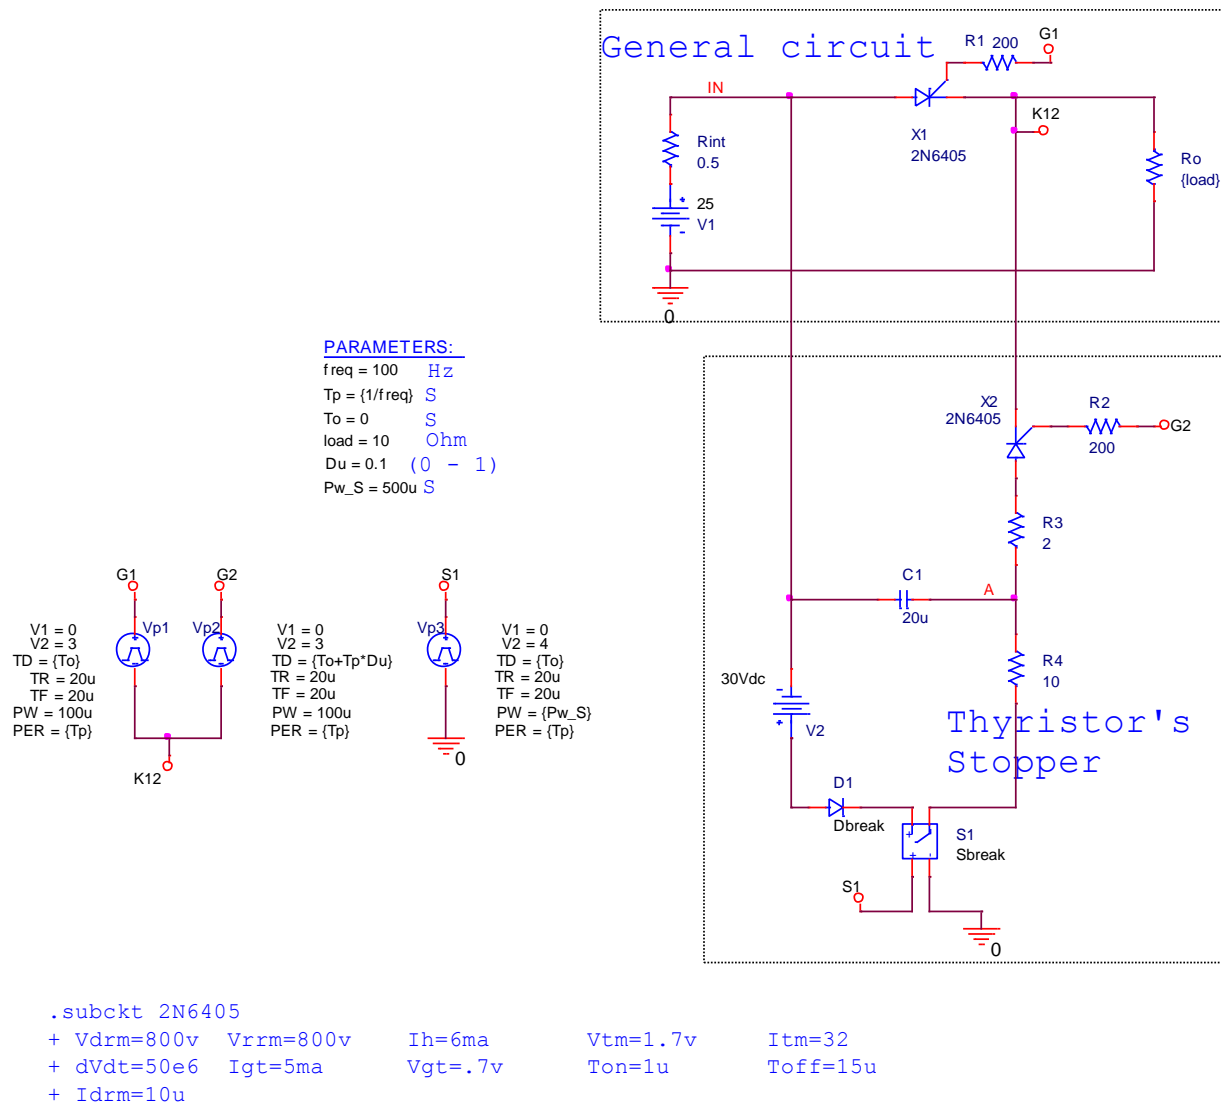 General circuit
R1 200
G1
IN
K12
Rint
0.5
X1
2N6405
Ro
{load}
25
V1
0
PARAMETERS:
freq = 100 Hz
Tp = {1/freq} S
To = 0 S
load = 10 Ohm
Du = 0.1 (0 - 1)
Pw_S = 500u S
X2
2N6405
R2
200
G2
R3
2
C1
20u
A
R4
10
30Vdc
V2
Thyristor's
Stopper
D1
Dbreak
S1
Sbreak
S1
0
G1
G2
S1
Vp1
V1 = 0
V2 = 3
TD = {To}
TR = 20u
TF = 20u
PW = 100u
PER = {Tp}
Vp2
V1 = 0
V2 = 3
TD = {To+Tp*Du}
TR = 20u
TF = 20u
PW = 100u
PER = {Tp}
Vp3
V1 = 0
V2 = 4
TD = {To}
TR = 20u
TF = 20u
PW = {Pw_S}
PER = {Tp}
K12
0
.subckt 2N6405
+ Vdrm=800v Vrrm=800v Ih=6ma Vtm=1.7v Itm=32
+ dVdt=50e6 Igt=5ma Vgt=.7v Ton=1u Toff=15u
+ Idrm=10u